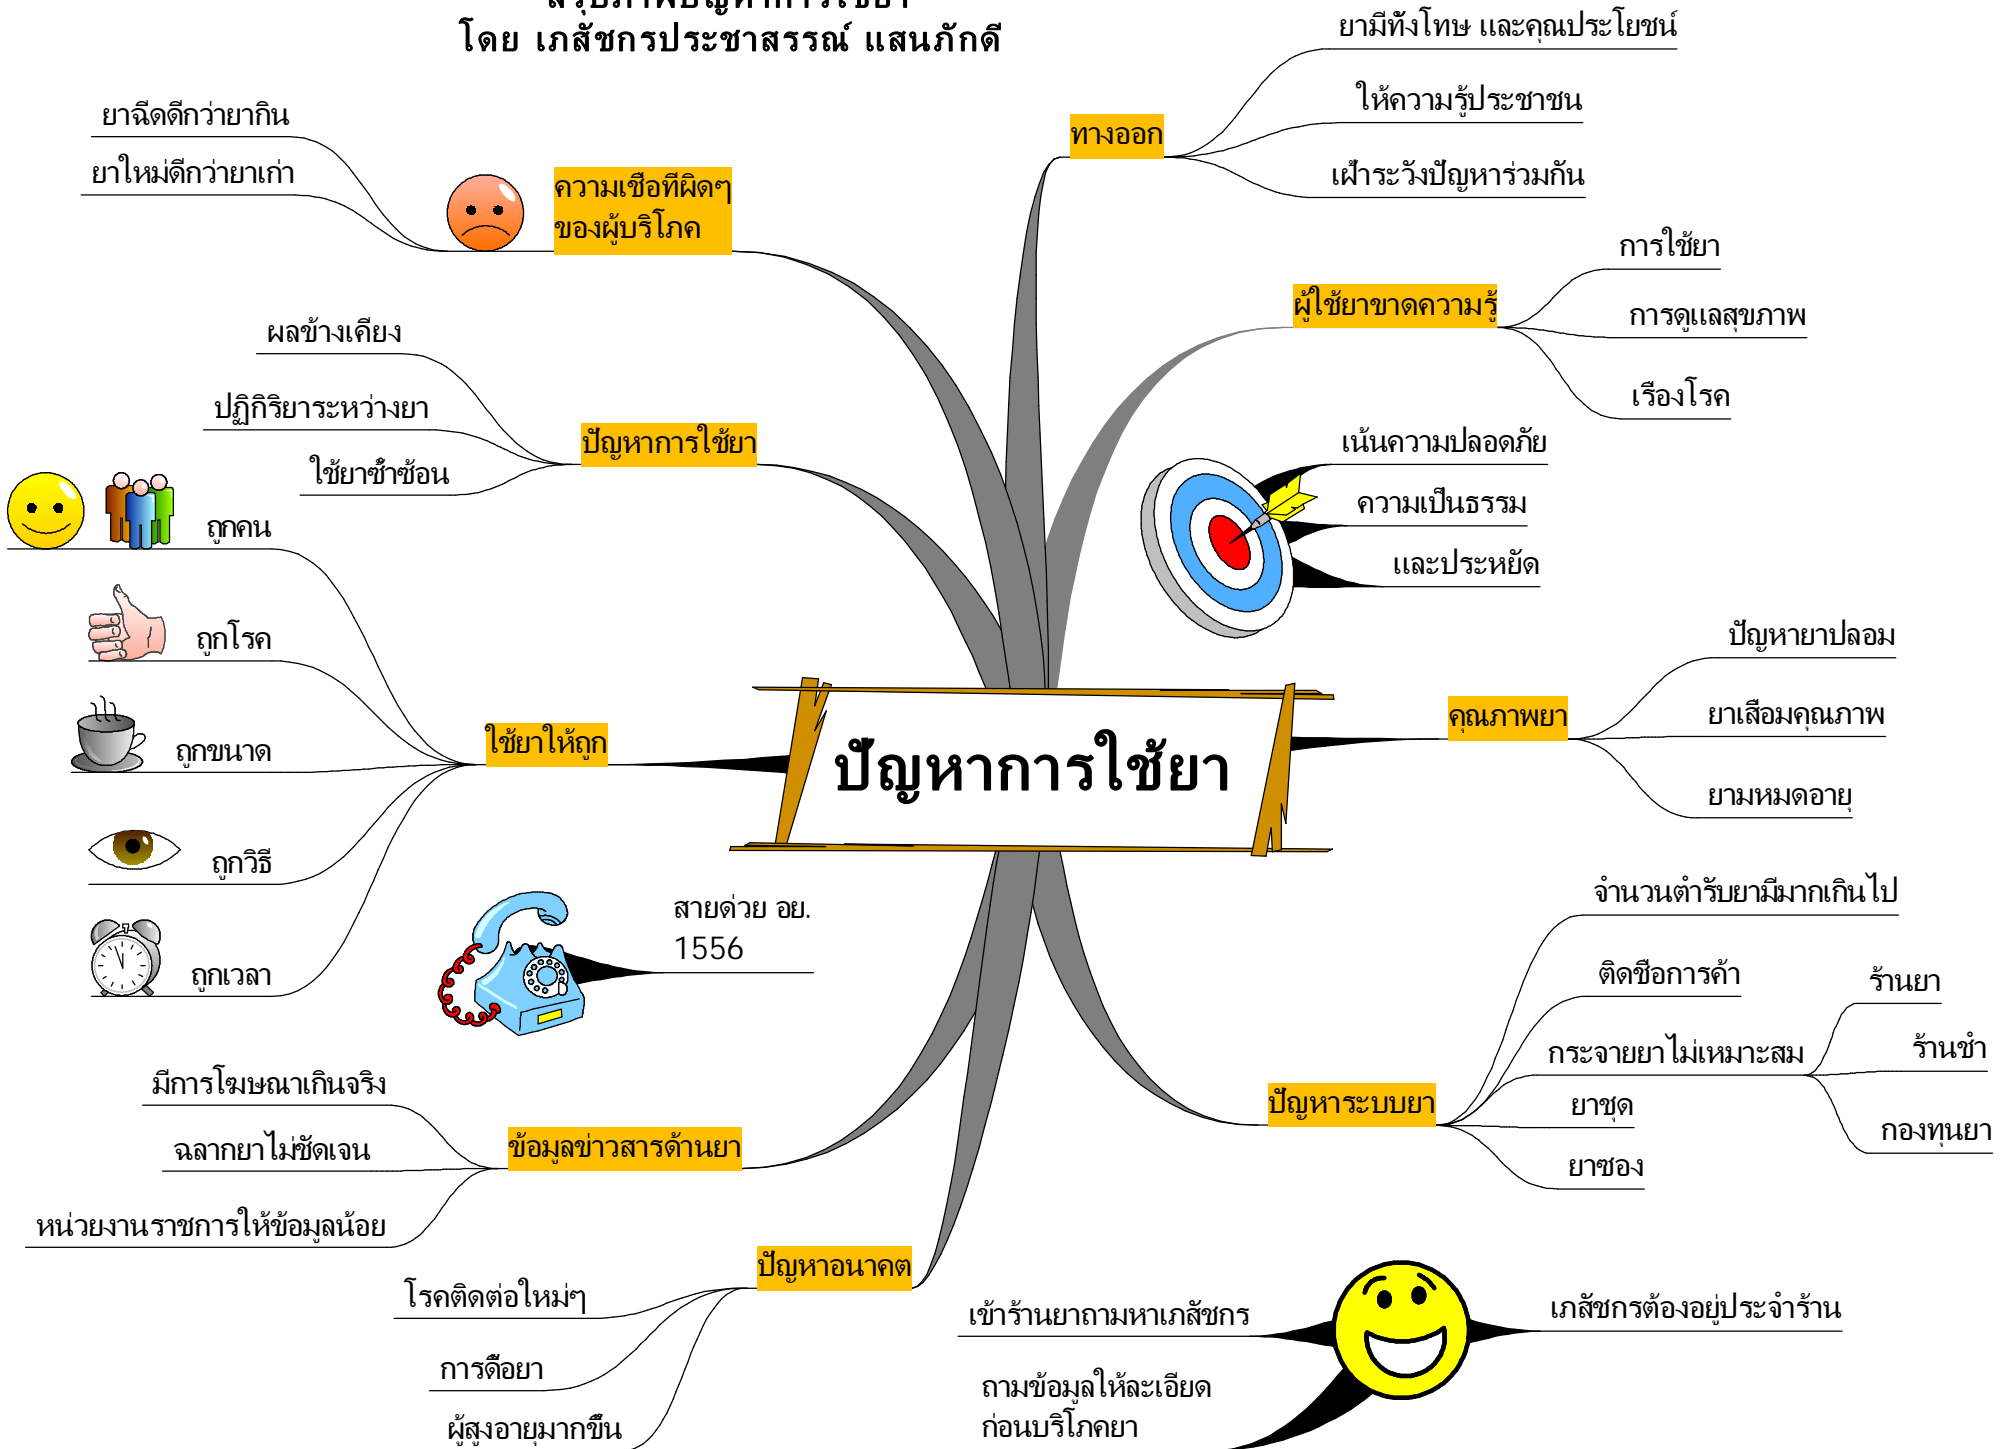 สรุปภาพปัญหาการใช้ยา
โดย เภสัชกรประชาสรรณ์ แสนภักดี
ยาฉีดดีกว่ายากิน
ยาใหม่ดีกว่ายาเก่า
ความเชื่อที่ผิดๆ
ของผู้บริโภค
ผลข้างเคียง
ปฏิกิริยาระหว่างยา
ใช้ยาซ้ำซ้อน
ปัญหาการใช้ยา
ถูกคน
ถูกโรค
ถูกขนาด
ถูกวิธี
ถูกเวลา
ใช้ยาให้ถูก
สายด่วย อย.
1556
มีการโฆษณาเกินจริง
ฉลากยาไม่ชัดเจน
หน่วยงานราชการให้ข้อมูลน้อย
ข้อมูลข่าวสารด้านยา
ปัญหาอนาคต
โรคติดต่อใหม่ๆ
การดื้อยา
ผู้สูงอายุมากขึ้น
ปัญหาการใช้ยา
ทางออก
ยามีทั้งโทษ และคุณประโยชน์
ให้ความรู้ประชาชน
เฝ้าระวังปัญหาร่วมกัน
ผู้ใช้ยาขาดความรู้
การใช้ยา
การดูแลสุขภาพ
เรื่องโรค
เน้นความปลอดภัย
ความเป็นธรรม
และประหยัด
คุณภาพยา
ปัญหายาปลอม
ยาเสื่อมคุณภาพ
ยามหมดอายุ
ปัญหาระบบยา
จำนวนตำรับยามีมากเกินไป
ติดชื่อการค้า
กระจายยาไม่เหมาะสม
ร้านยา
ร้านชำ
กองทุนยา
ยาชุด
ยาซอง
เข้าร้านยาถามหาเภสัชกร
ถามข้อมูลให้ละเอียด
ก่อนบริโภคยา
เภสัชกรต้องอยู่ประจำร้าน